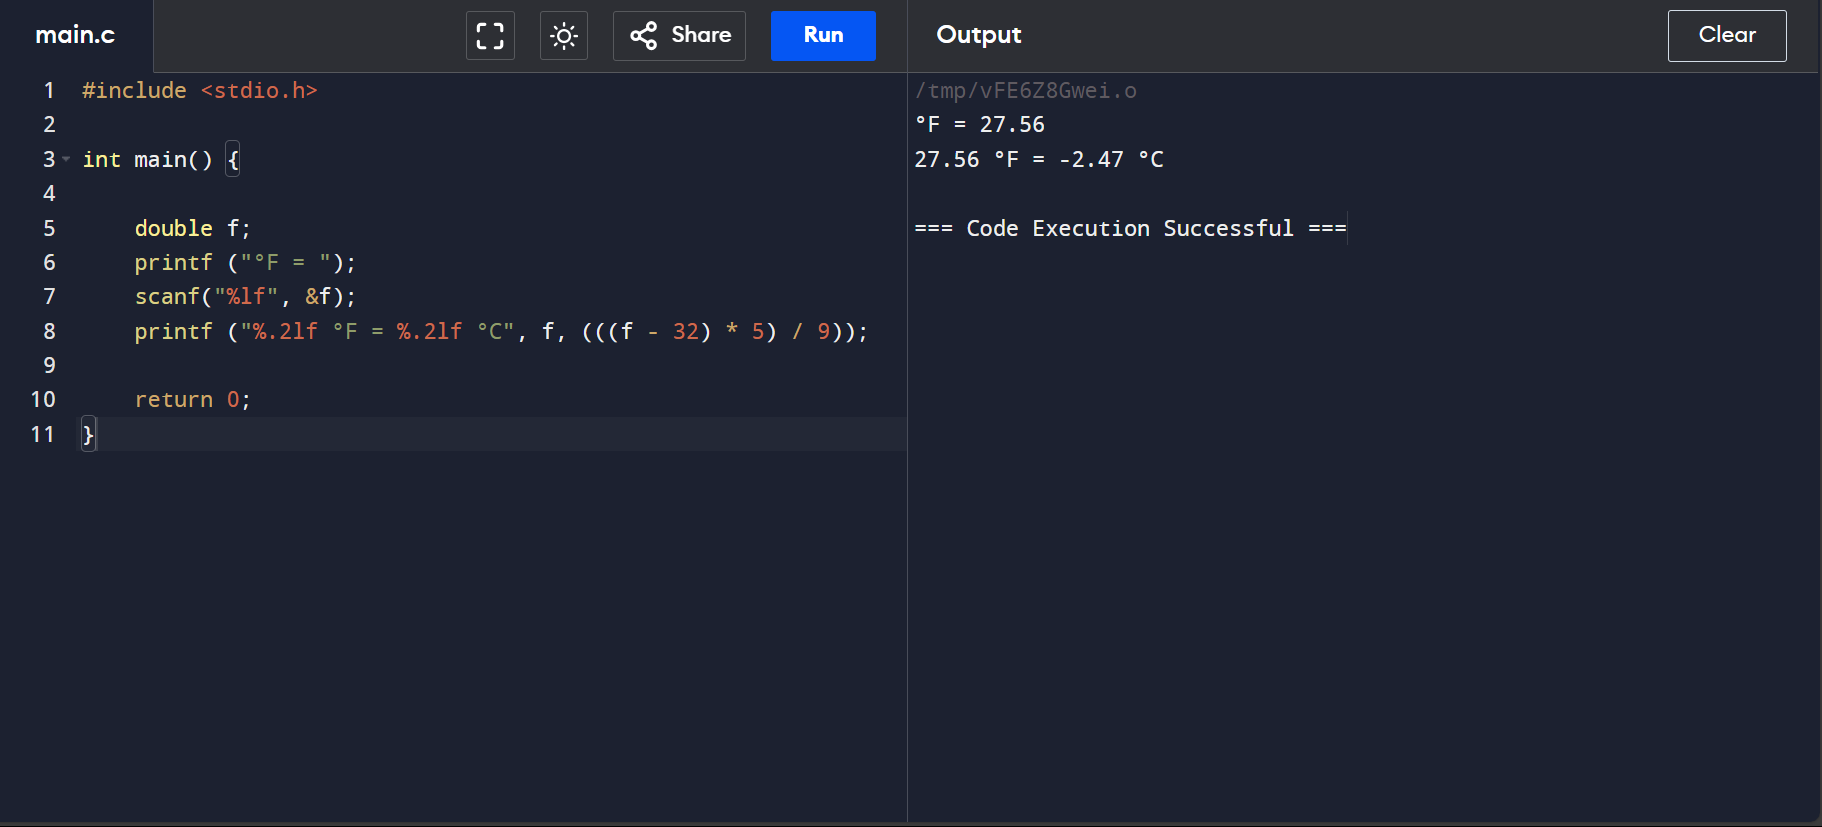 main.c
Share
Run
Output
Clear
1 #include <stdio.h>
2
3 int main() {
4
5     double f;
6     printf ("°F = ");
7     scanf("%lf", &f);
8     printf ("%.2lf °F = %.2lf °C", f, (((f - 32) * 5) / 9));
9
10     return 0;
11 }
/tmp/vFE6Z8Gwei.o
°F = 27.56
27.56 °F = -2.47 °C
=== Code Execution Successful ===